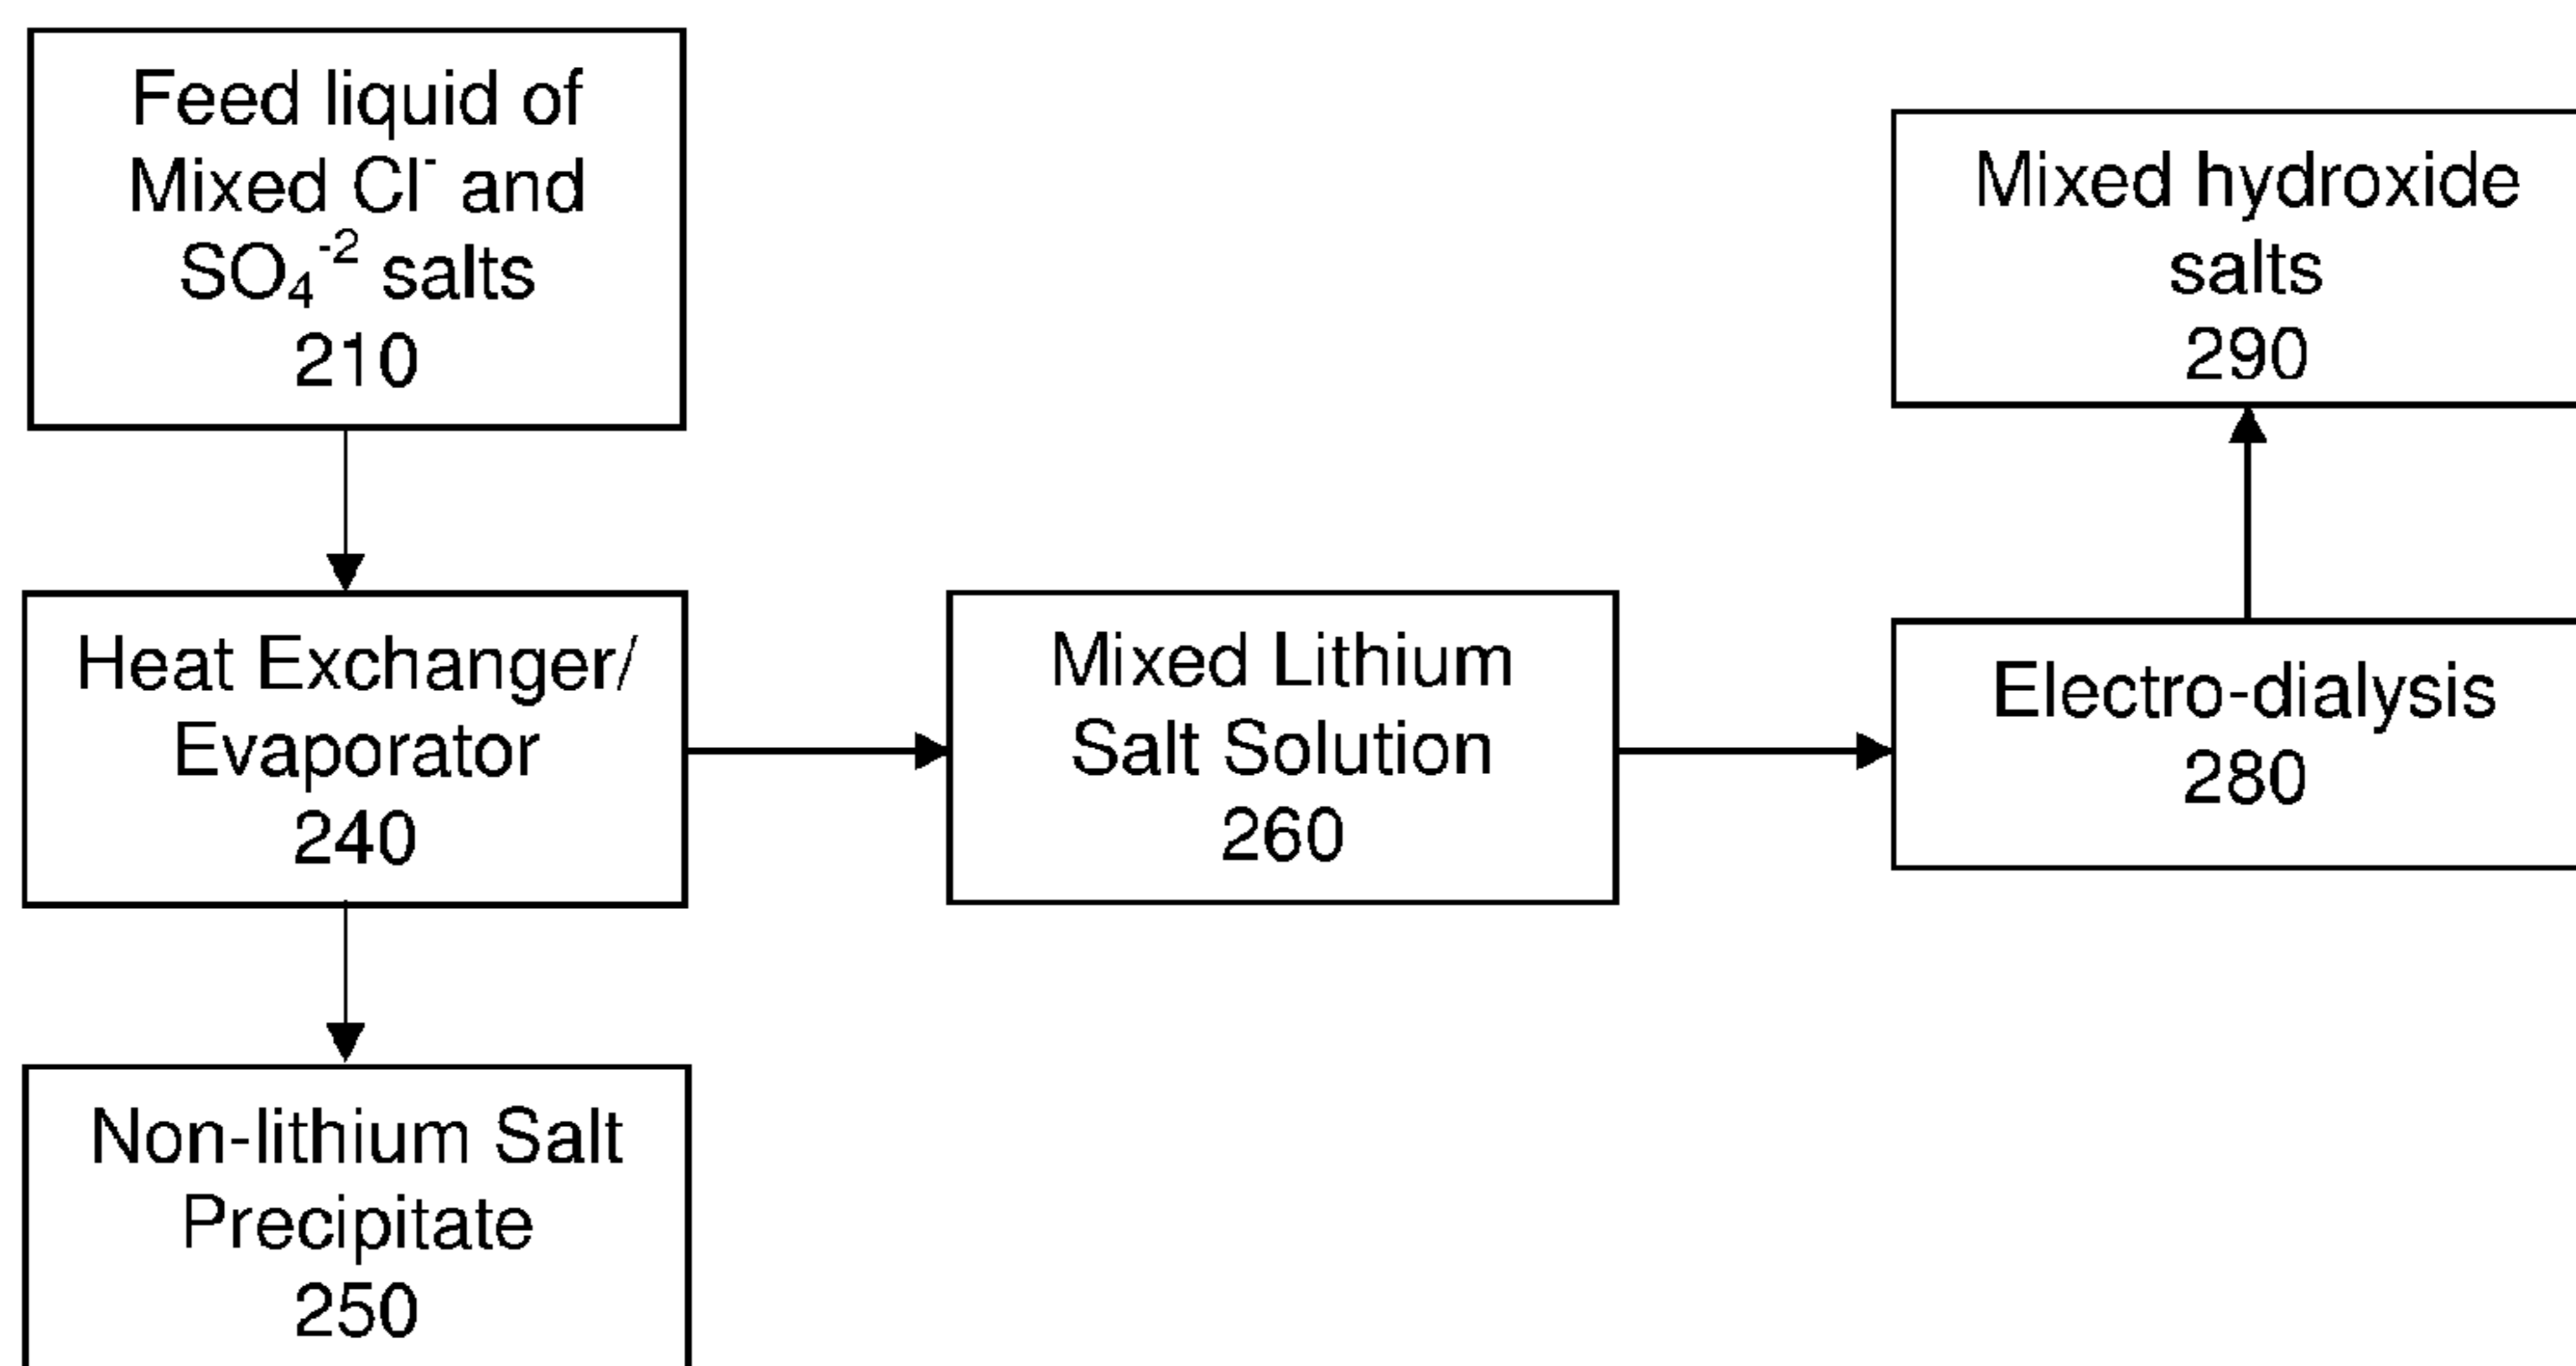 Feed liquid of
Mixed Cl⁻ and
SO₄⁻² salts
210
Heat Exchanger/
Evaporator
240
Non-lithium Salt
Precipitate
250
Mixed Lithium
Salt Solution
260
Electro-dialysis
280
Mixed hydroxide
salts
290